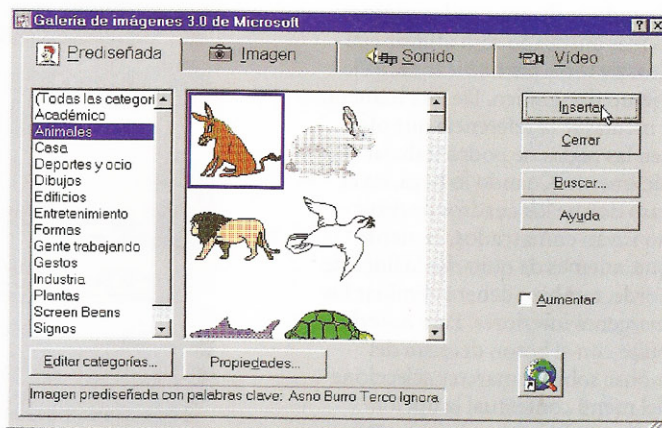 Galería de imágenes 3.0 de Microsoft
Prediseñada
Imagen
Sonido
Vídeo
(Todas las categorí
Académico
Animales
Casa
Deportes y ocio
Dibujos
Edificios
Entretenimiento
Formas
Gente trabajando
Gestos
Industria
Plantas
Screen Beans
Signos
Insertar
Cerrar
Buscar...
Ayuda
Aumentar
Editar categorías...
Propiedades...
Imagen prediseñada con palabras clave: Asno Burro Terco Ignora